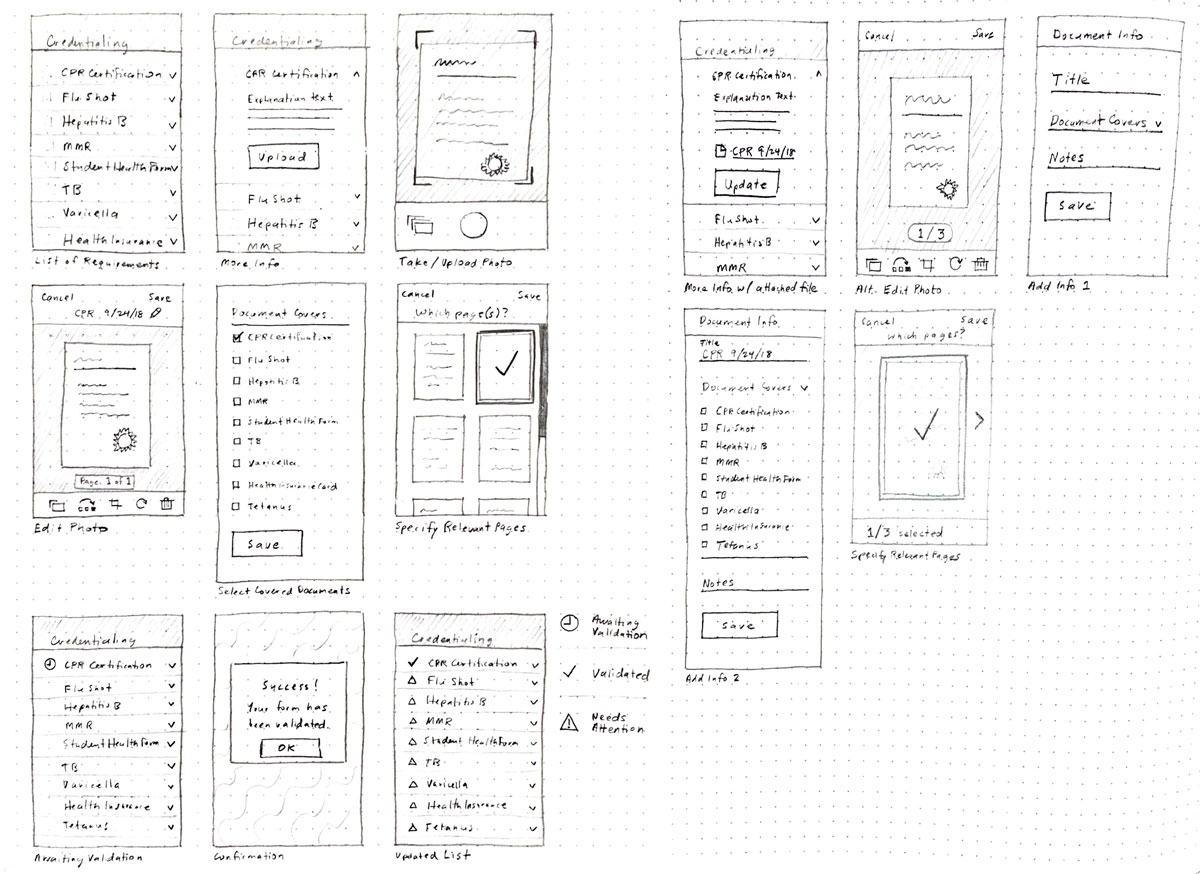 Credentialing
CPR Certification
Flu Shot
Hepatitis B
MMR
Student Health Form
TB
Varicella
Health Insurance
List of Requirements
Credentialing
CPR Certification
Explanation text
Upload
Flu Shot
Hepatitis B
MMR
More Info
Take / Upload Photo
Cancel Save
CPR 9/24/18
Page 1 of 1
Edit Photo
Document Covers
CPR Certification
Flu Shot
Hepatitis B
MMR
Student Health Form
TB
Varicella
Health Insurance Card
Tetanus
Save
Select Covered Documents
Cancel Save
Which page(s)?
Specify Relevant Pages
Credentialing
CPR Certification
Flu Shot
Hepatitis B
MMR
Student Health Form
TB
Varicella
Health Insurance
Tetanus
Awaiting Validation
Success!
Your form has
been validated.
OK
Confirmation
Credentialing
CPR Certification
Flu Shot
Hepatitis B
MMR
Student Health Form
TB
Varicella
Health Insurance
Tetanus
Updated List
Awaiting
Validation
Validated
Needs
Attention
Credentialing
CPR Certification
Explanation Text
CPR 9/24/18
Update
Flu Shot
Hepatitis B
MMR
More Info w/ attached file
Cancel Save
1/3
Alt. Edit Photo
Document Info
Title
Document Covers
Notes
Save
Add Info 1
Document Info
Title
CPR 9/24/18
Document Covers
CPR Certification
Flu Shot
Hepatitis B
MMR
Student Health Form
TB
Varicella
Health Insurance
Tetanus
Notes
Save
Add Info 2
Cancel Save
Which pages?
1/3 selected
Specify Relevant Pages